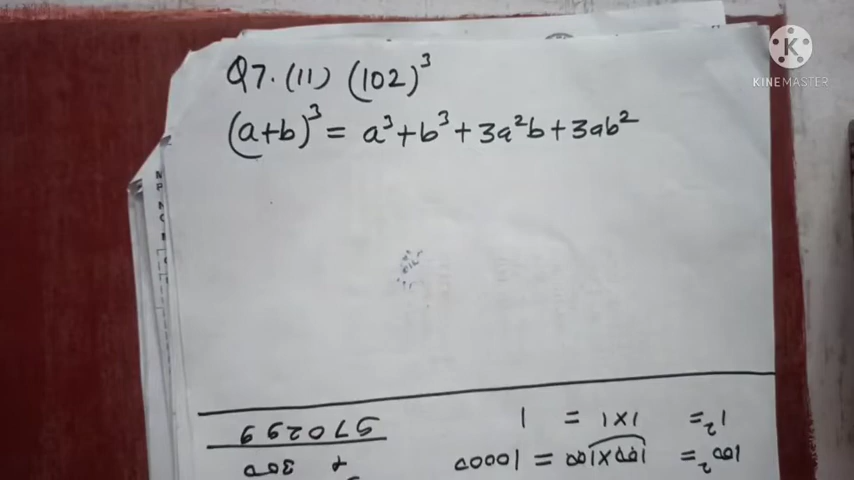 Q7. (11) (102)³
(a+b)³ = a³+b³+3a²b+3ab²
KINEMASTER
1² = 1×1 = 1
100² = 100×100 = 10000
+ 300
970299